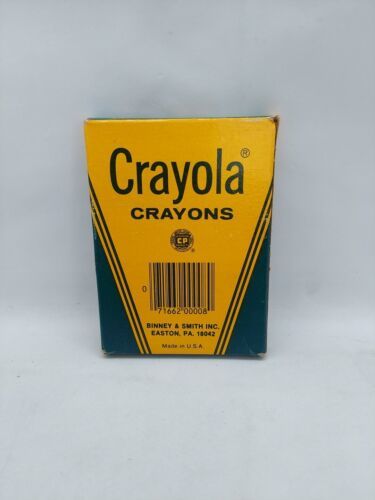 Crayola®
CRAYONS
CP
®
0
71662 00008
BINNEY & SMITH INC.
EASTON, PA. 18042
Made in U.S.A.